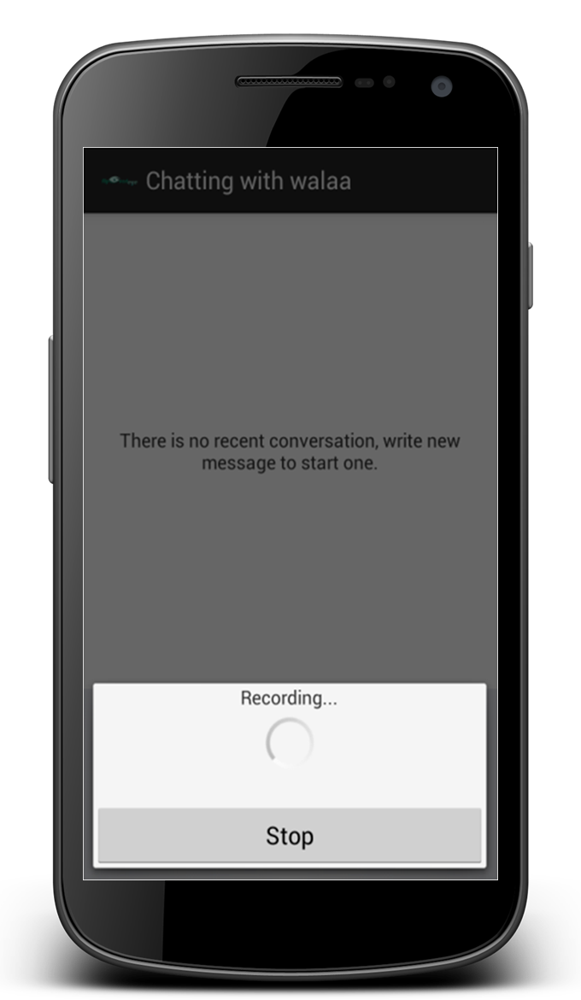 Chatting with walaa
There is no recent conversation, write new
message to start one.
Recording...
Stop